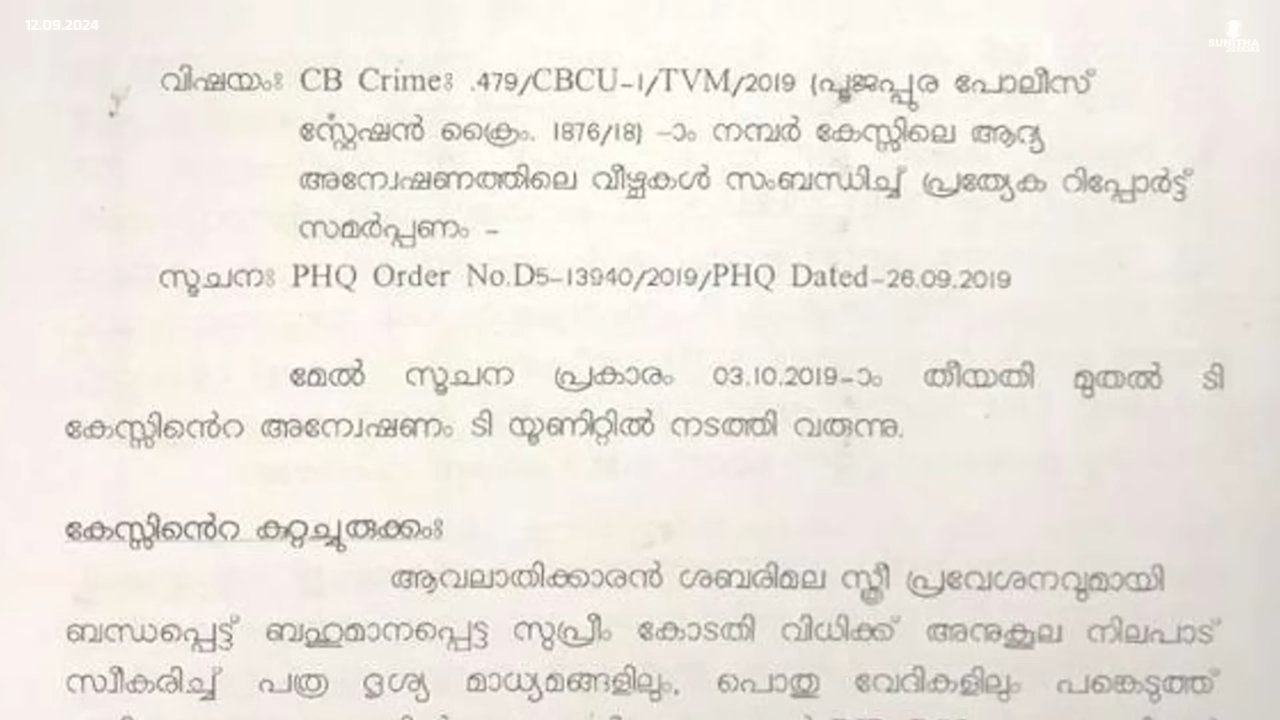 12.09.2024
SUNITHA
വിഷയം: CB Crime: .479/CBCU-I/TVM/2019 (പൂജപ്പുര പോലീസ്
സ്റ്റേഷൻ ക്രൈം. 1876/18) -ാം നമ്പർ കേസ്സിലെ ആദ്യ
അന്വേഷണത്തിലെ വീഴ്ചകൾ സംബന്ധിച്ച് പ്രത്യേക റിപ്പോർട്ട്
സമർപ്പണം -
സൂചന: PHQ Order No.D5-13940/2019/PHQ Dated-26.09.2019
മേൽ സൂചന പ്രകാരം 03.10.2019-ാം തീയതി മുതൽ ടി
കേസ്സിൻെറ അന്വേഷണം ടി യൂണിറ്റിൽ നടത്തി വരുന്നു.
കേസ്സിൻെറ കുറ്റച്ചുരുക്കം:
ആവലാതിക്കാരൻ ശബരിമല സ്ത്രീ പ്രവേശനവുമായി
ബന്ധപ്പെട്ട് ബഹുമാനപ്പെട്ട സുപ്രീം കോടതി വിധിക്ക് അനുകൂല നിലപാട്
സ്വീകരിച്ച് പത്ര ദൃശ്യ മാധ്യമങ്ങളിലും, പൊതു വേദികളിലും പങ്കെടുത്ത്